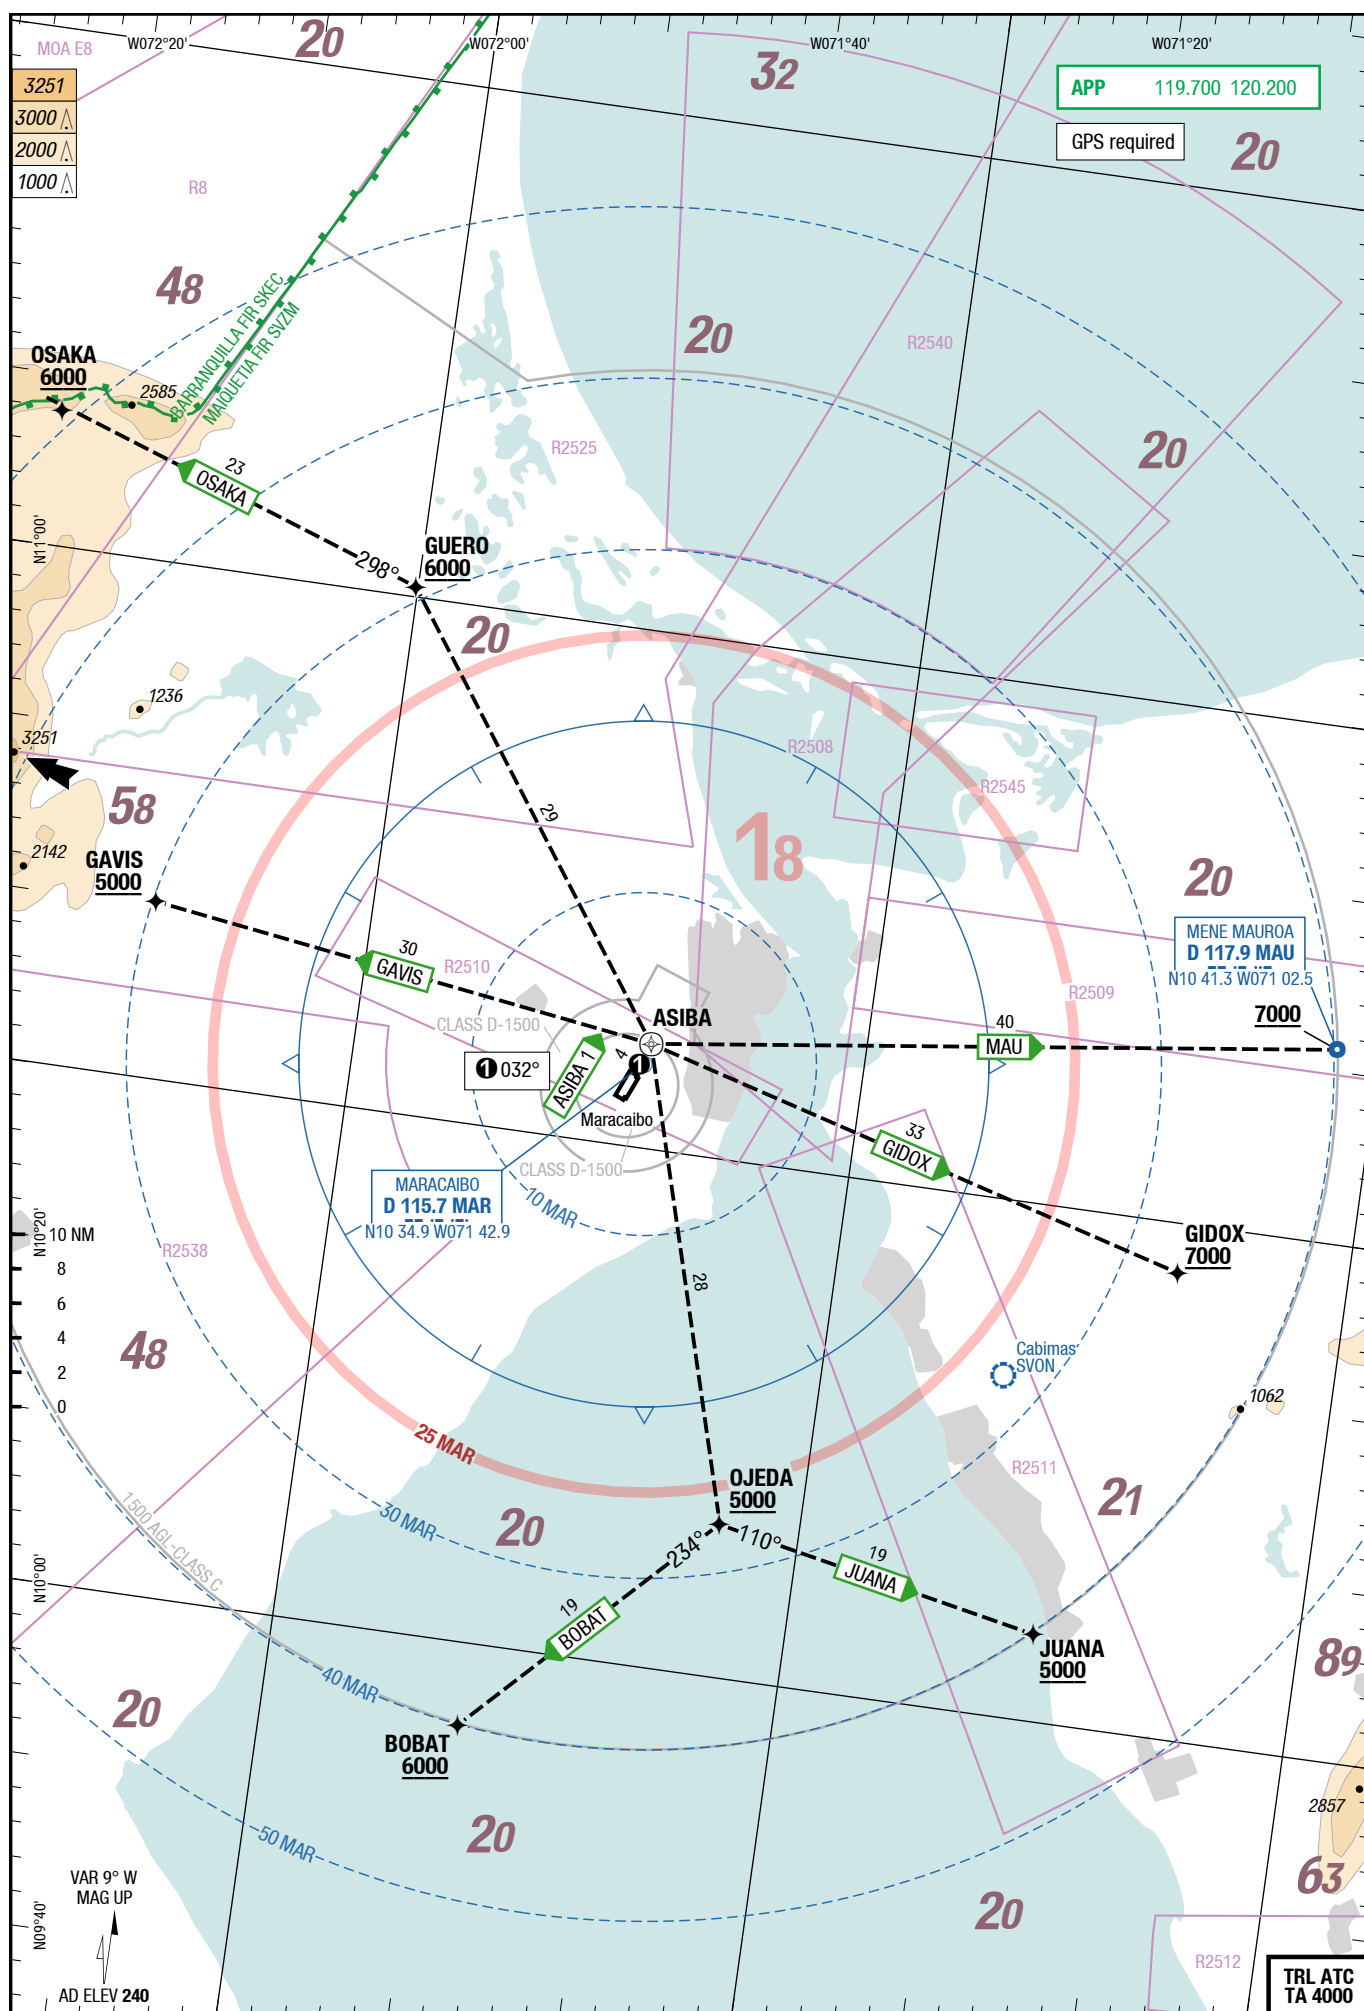 MOA E8
W072°20'
20
W072°00'
W071°40'
W071°20'
32
3251
3000
2000
1000
APP 119.700 120.200
GPS required
20
R8
48
BARRANQUILLA FIR SKEC
MAIQUETIA FIR SVZM
20
R2540
OSAKA
6000
2585
R2525
20
23
OSAKA
N11°00'
298°
GUERO
6000
20
1236
3251
R2508
R2545
58
29
18
2142
GAVIS
5000
20
MENE MAUROA
D 117.9 MAU
N10 41.3 W071 02.5
30
GAVIS
R2510
R2509
7000
CLASS D-1500
ASIBA
40
MAU
1 032°
ASIBA 1
4
1
Maracaibo
33
GIDOX
CLASS D-1500
MARACAIBO
D 115.7 MAR
N10 34.9 W071 42.9
10 MAR
N10°20'
10 NM
8
6
4
2
0
R2538
GIDOX
7000
28
48
Cabimas
SVON
1062
25 MAR
R2511
OJEDA
5000
21
30 MAR
20
1500 AGL-CLASS C
234°
110°
19
JUANA
N10°00'
19
BOBAT
JUANA
5000
89
40 MAR
20
BOBAT
6000
2857
50 MAR
20
63
VAR 9° W
MAG UP
N09°40'
20
R2512
AD ELEV 240
TRL ATC
TA 4000